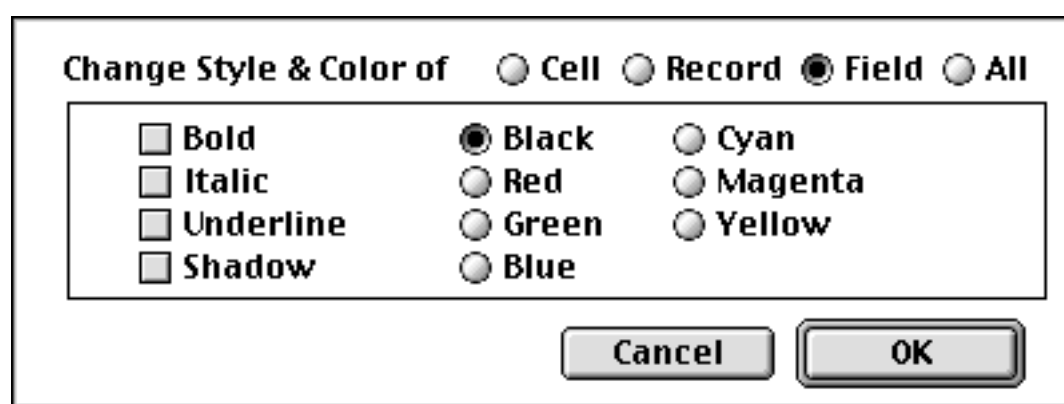 Change Style & Color of Cell Record Field All
Bold Black Cyan
Italic Red Magenta
Underline Green Yellow
Shadow Blue
Cancel OK